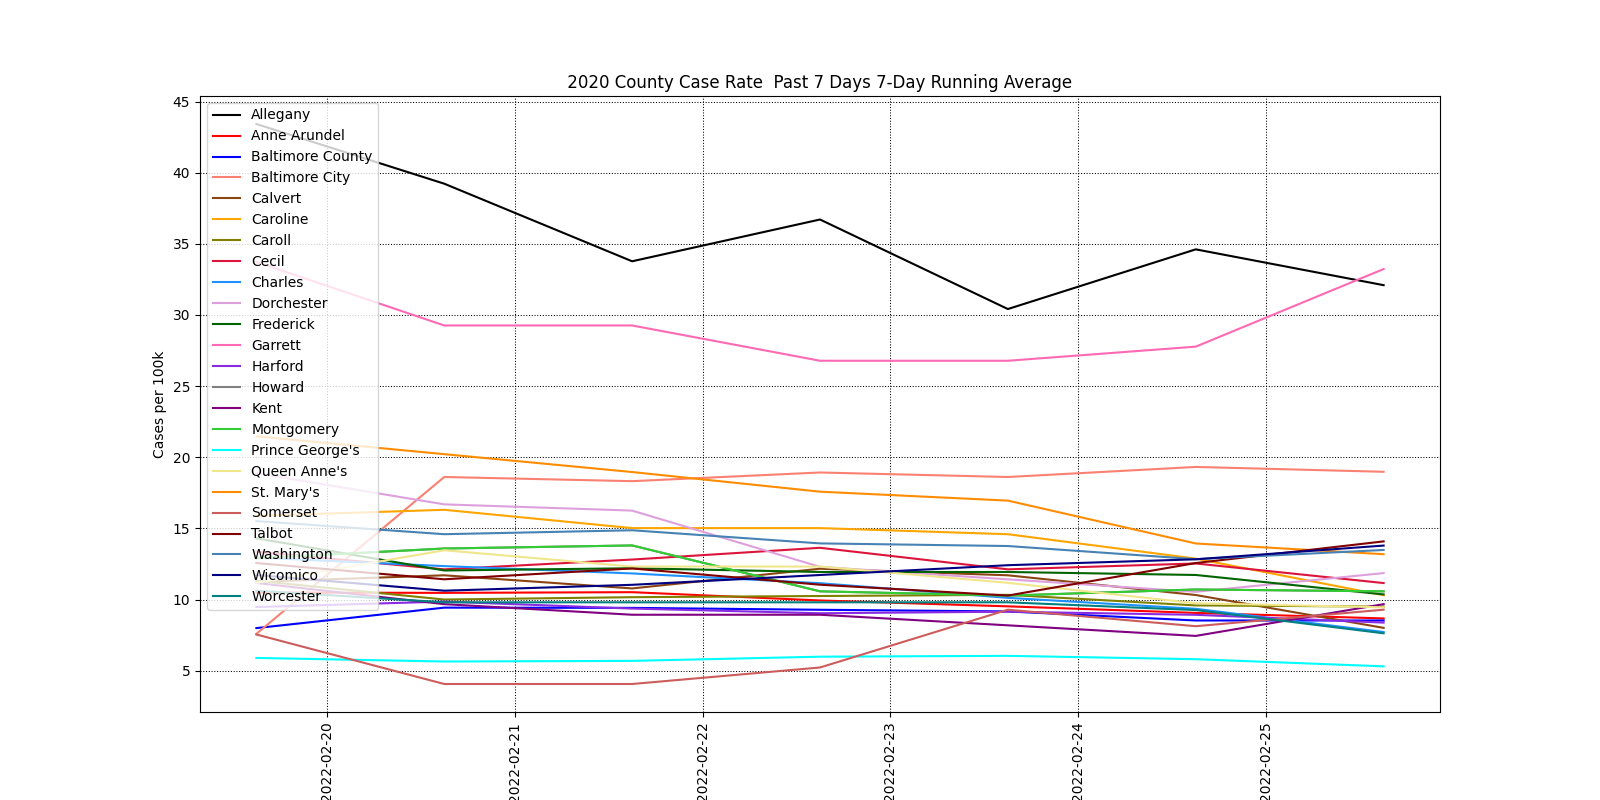 2020 County Case Rate  Past 7 Days 7-Day Running Average
Cases per 100k
45
40
35
30
25
20
15
10
5
Allegany
Anne Arundel
Baltimore County
Baltimore City
Calvert
Caroline
Caroll
Cecil
Charles
Dorchester
Frederick
Garrett
Harford
Howard
Kent
Montgomery
Prince George's
Queen Anne's
St. Mary's
Somerset
Talbot
Washington
Wicomico
Worcester
2022-02-20
2022-02-21
2022-02-22
2022-02-23
2022-02-24
2022-02-25